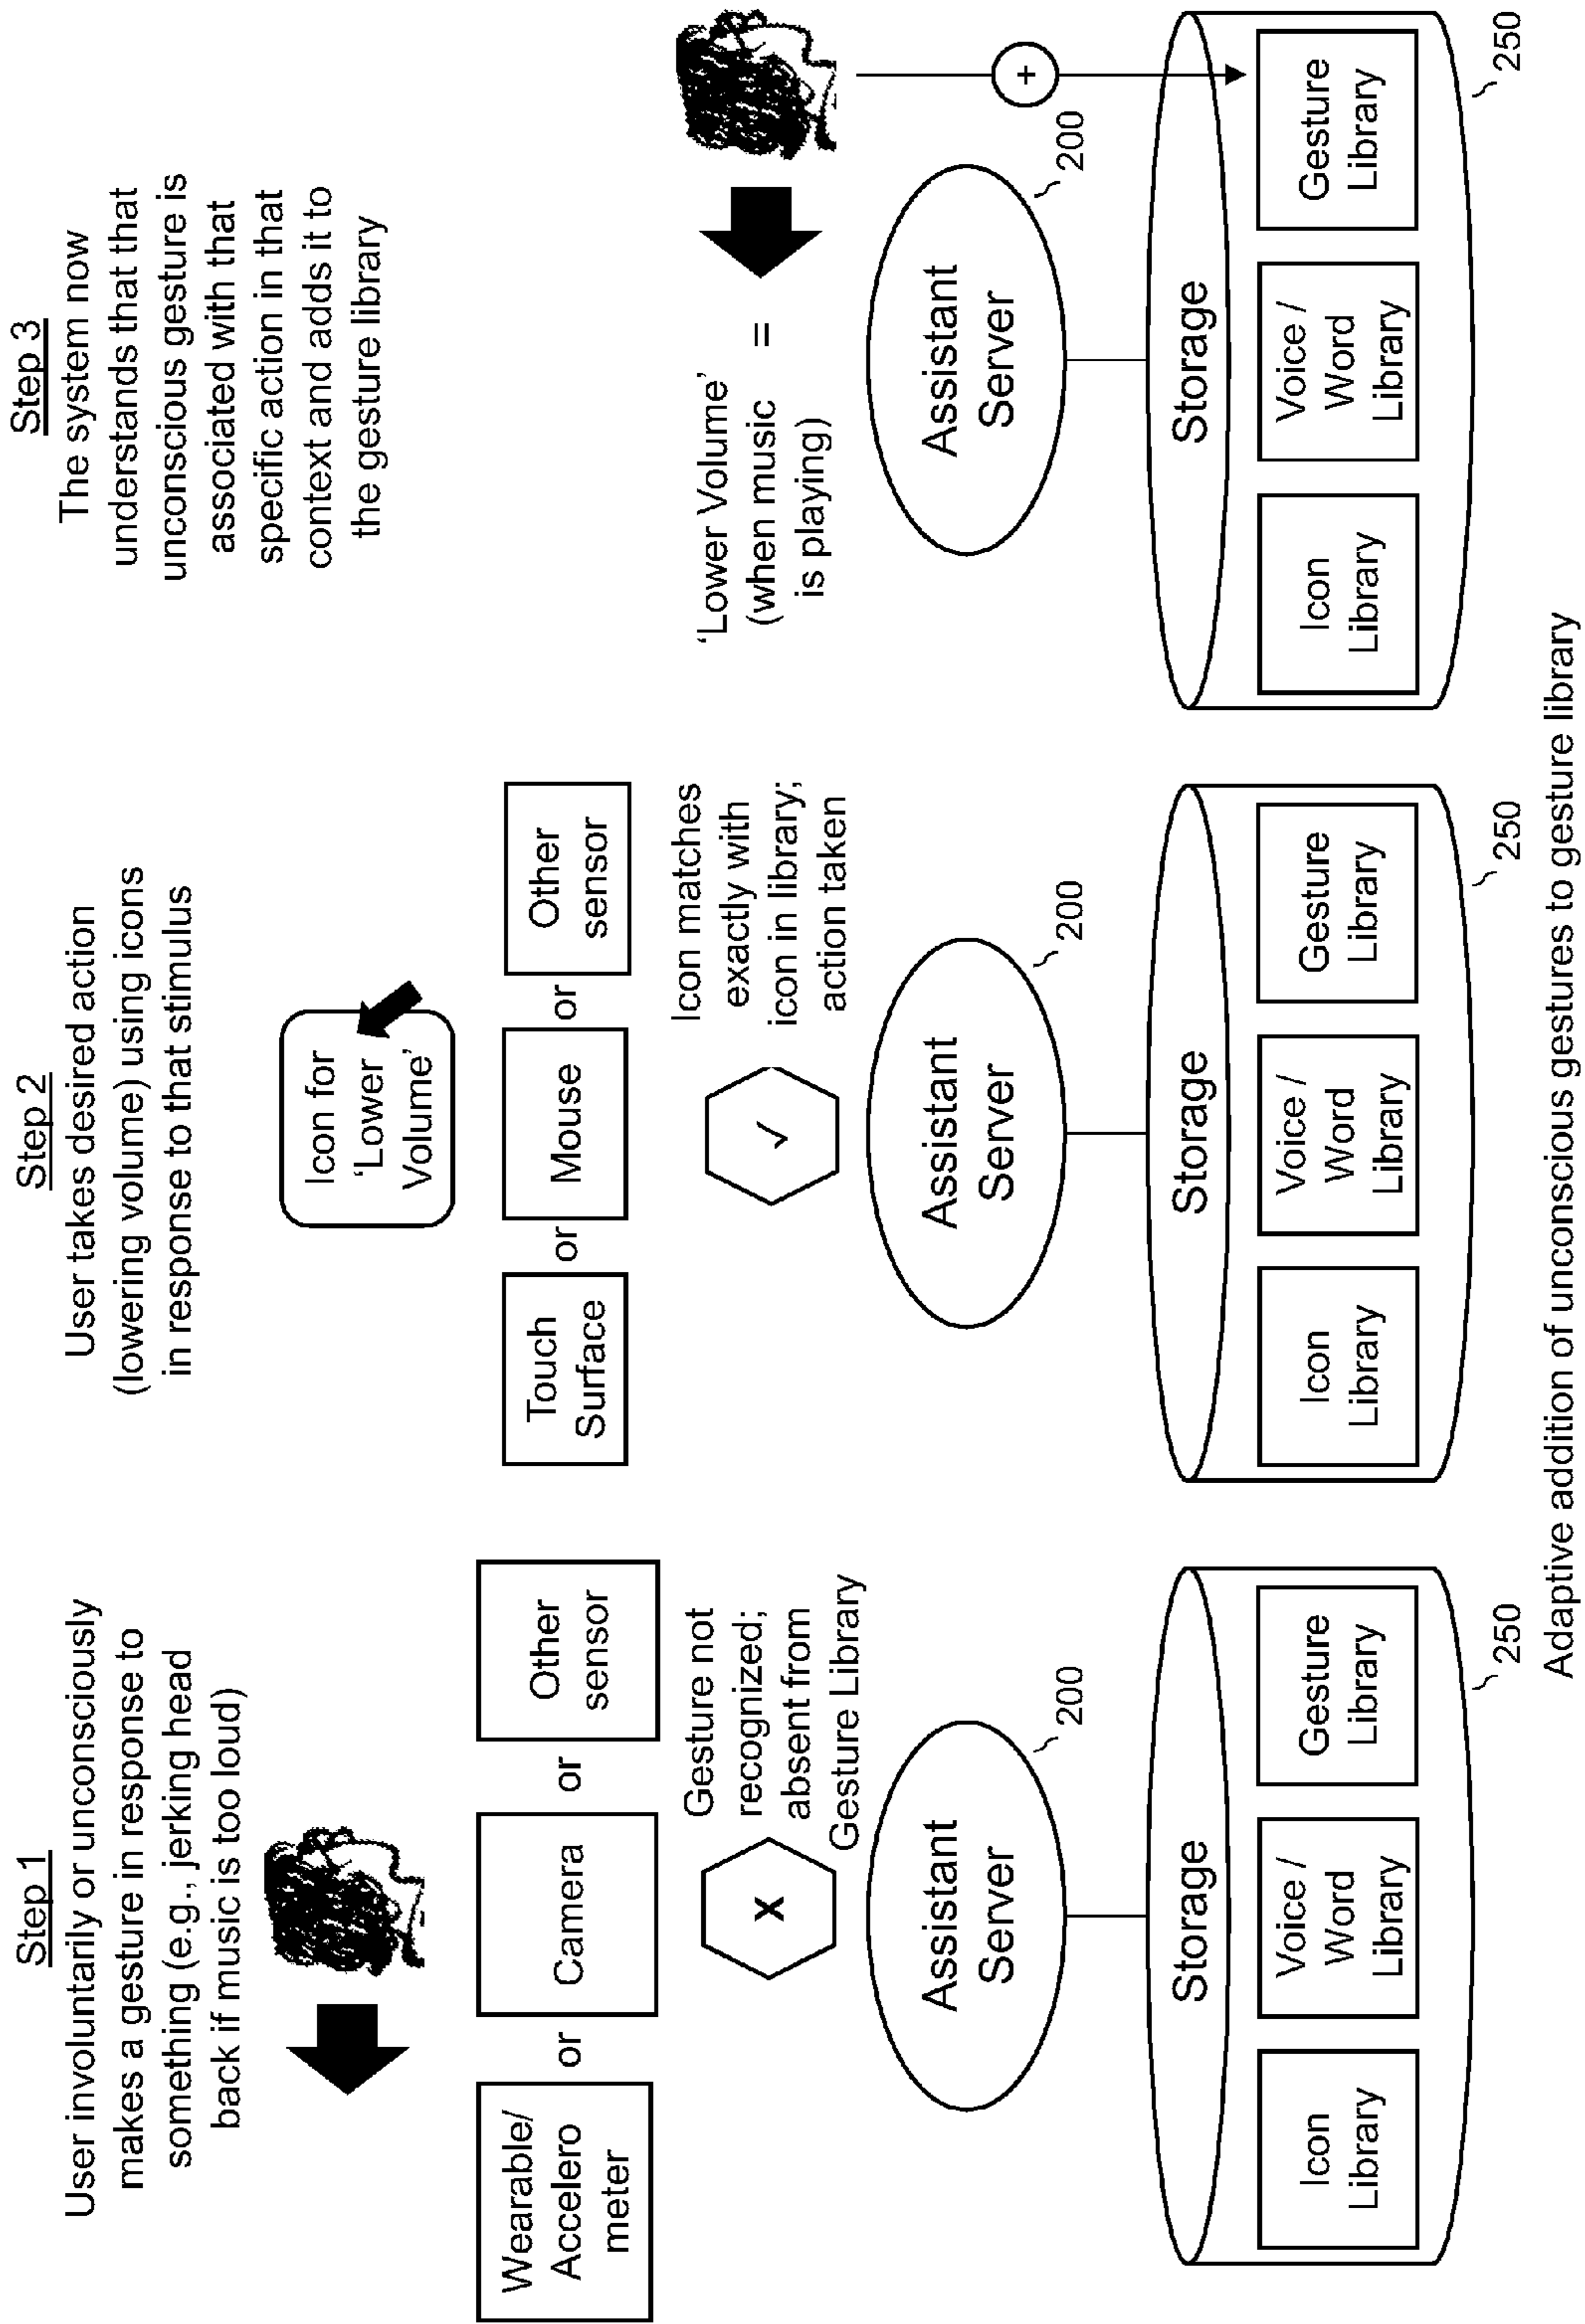 Step 1
User involuntarily or unconsciously
makes a gesture in response to
something (e.g., jerking head
back if music is too loud)
Wearable/
Accelero
meter
or
Camera
or
Other
sensor
X
Gesture not
recognized;
absent from
Gesture Library
Assistant
Server
200
Storage
Icon
Library
Voice /
Word
Library
Gesture
Library
250
Step 2
User takes desired action
(lowering volume) using icons
in response to that stimulus
Icon for
‘Lower
Volume’
Touch
Surface
or
Mouse
or
Other
sensor
✓
Icon matches
exactly with
icon in library;
action taken
Assistant
Server
200
Storage
Icon
Library
Voice /
Word
Library
Gesture
Library
250
Step 3
The system now
understands that that
unconscious gesture is
associated with that
specific action in that
context and adds it to
the gesture library
‘Lower Volume’
(when music =
is playing)
+
Assistant
Server
200
Storage
Icon
Library
Voice /
Word
Library
Gesture
Library
250
Adaptive addition of unconscious gestures to gesture library